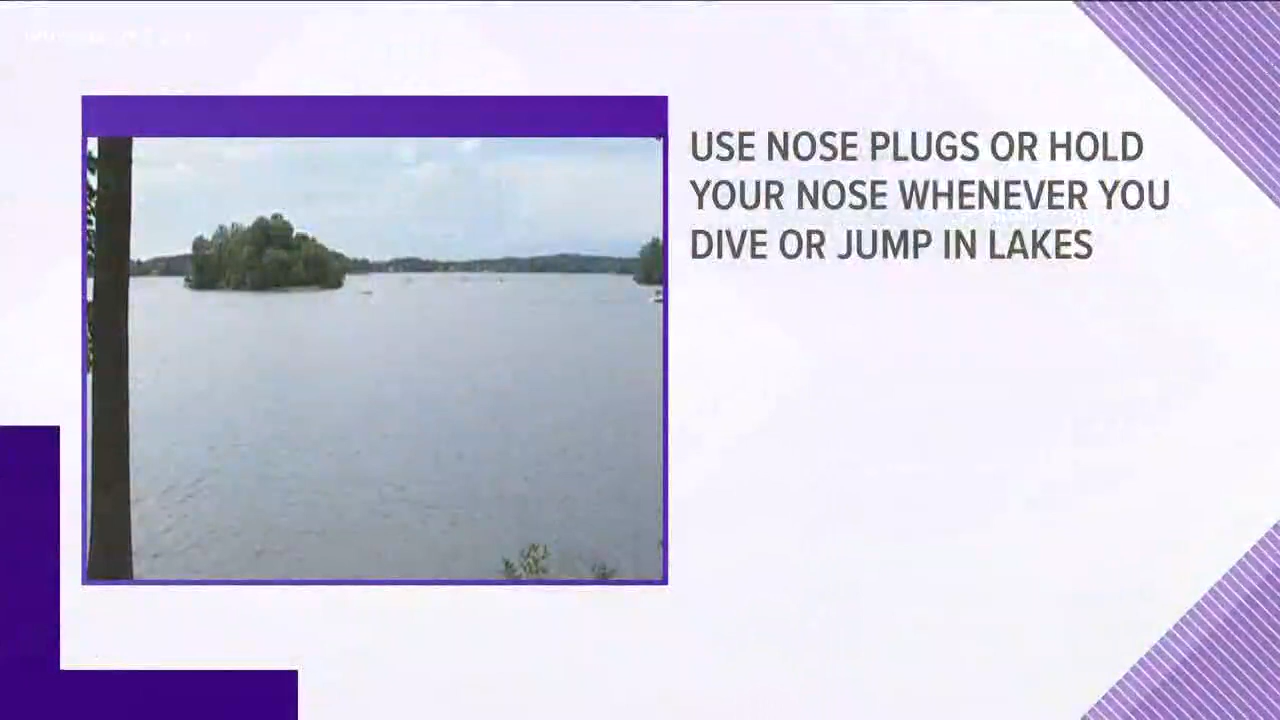 USE NOSE PLUGS OR HOLD
YOUR NOSE WHENEVER YOU
DIVE OR JUMP IN LAKES